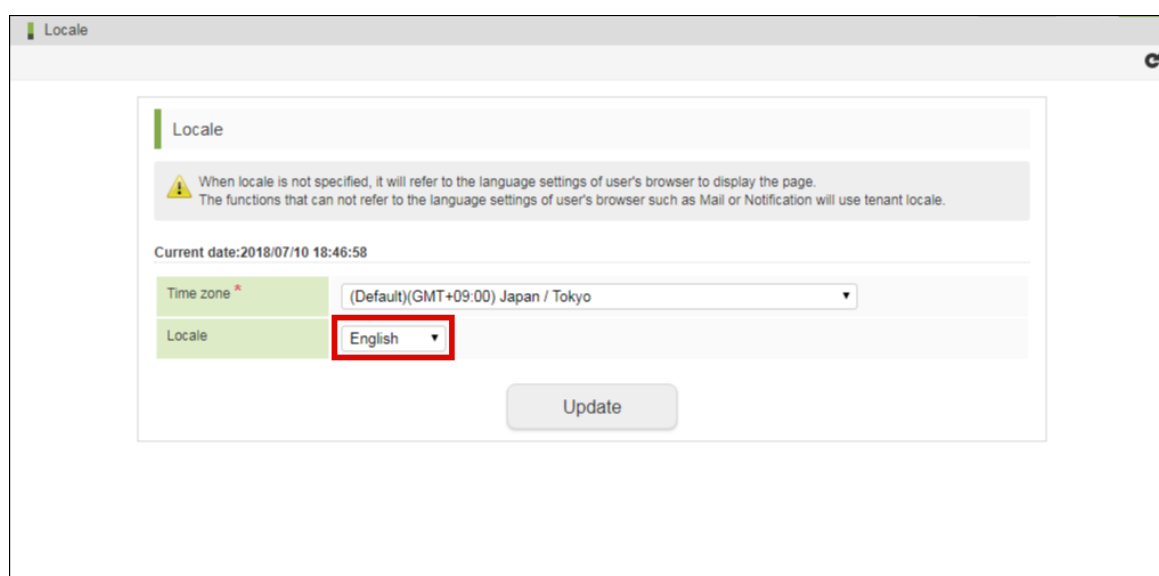 Locale
Locale
When locale is not specified, it will refer to the language settings of user's browser to display the page.
The functions that can not refer to the language settings of user's browser such as Mail or Notification will use tenant locale.
Current date:2018/07/10 18:46:58
Time zone * (Default)(GMT+09:00) Japan / Tokyo
Locale English
Update